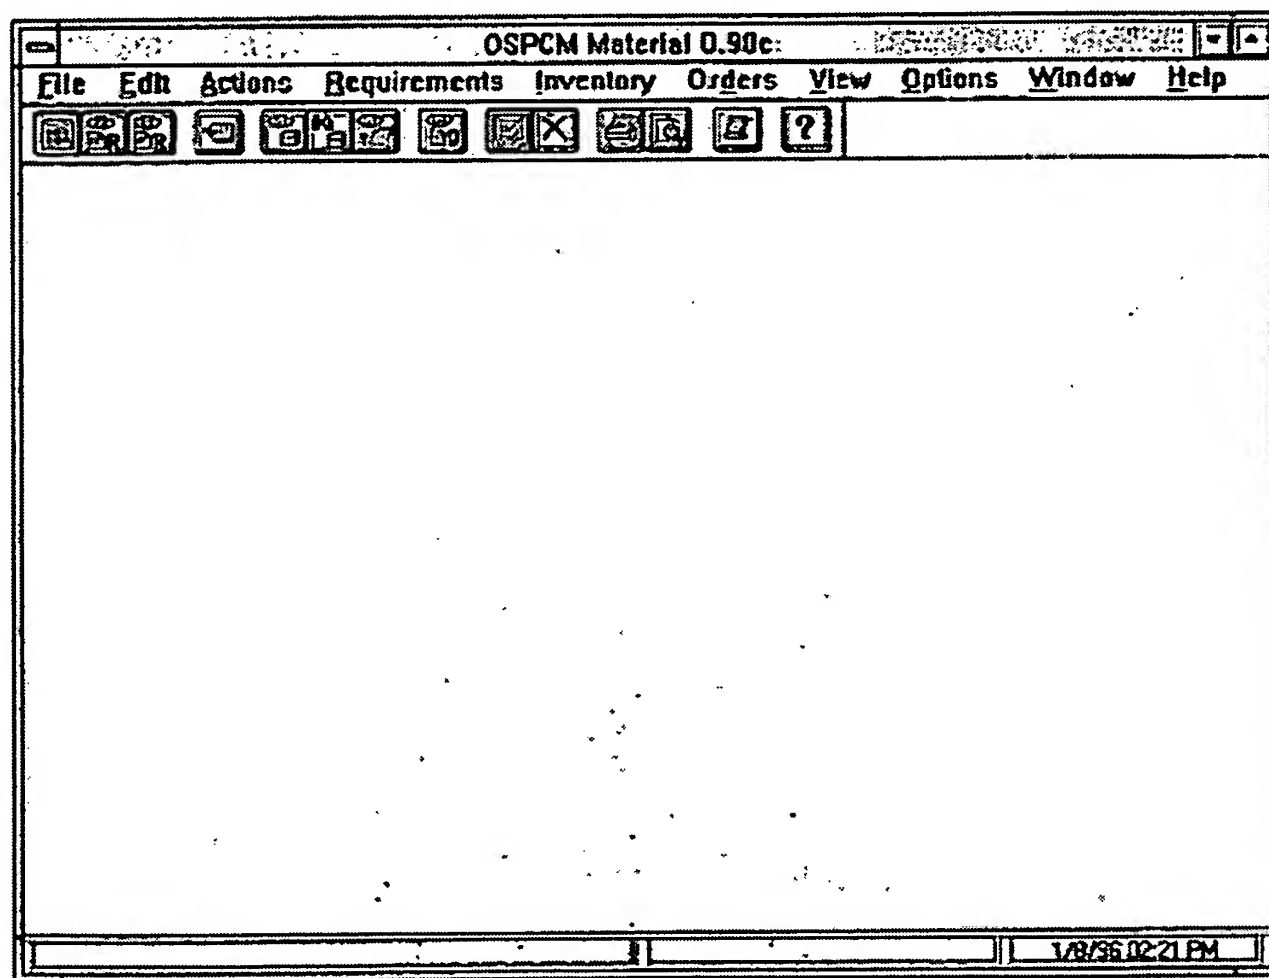 OSPCM Material 0.90c:
File Edit Actions Requirements Inventory Orders View Options Window Help
?
1/8/96 02:21 PM